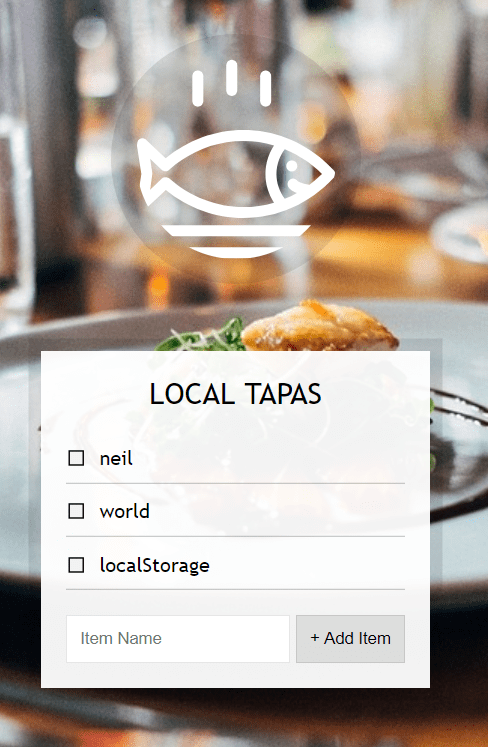 LOCAL TAPAS
neil
world
localStorage
Item Name
+ Add Item